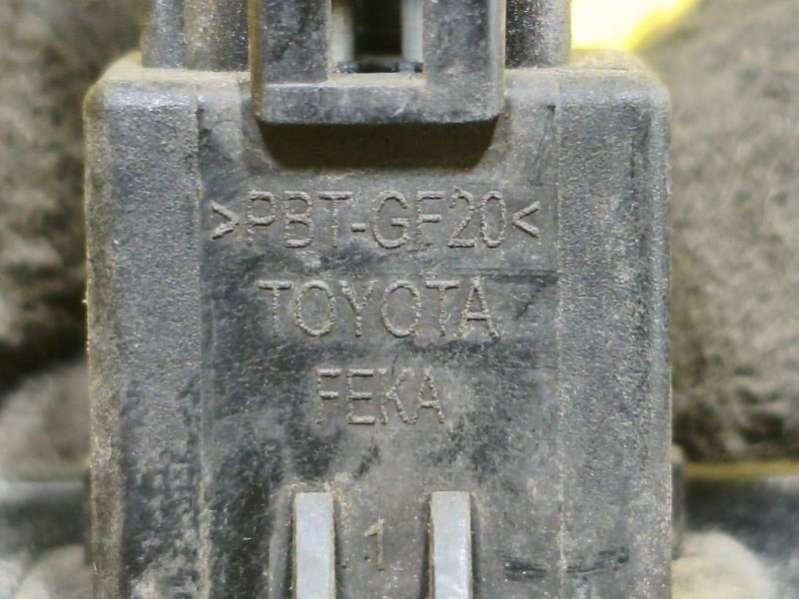 >PBT-GF20<
TOYOTA
FEKA
1